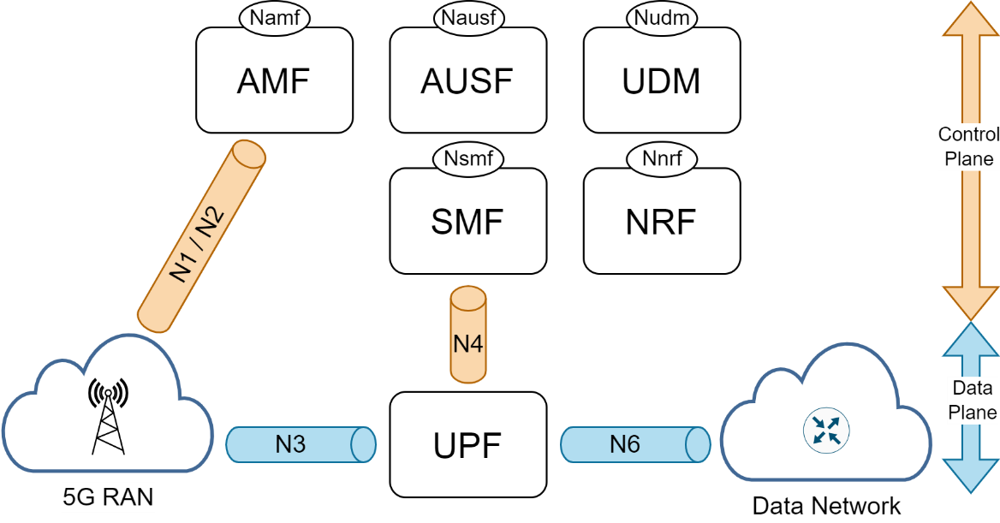 Namf
Nausf
Nudm
AMF
AUSF
UDM
Control
Plane
Nsmf
Nnrf
SMF
NRF
N1 / N2
N4
Data
Plane
N3
UPF
N6
5G RAN
Data Network